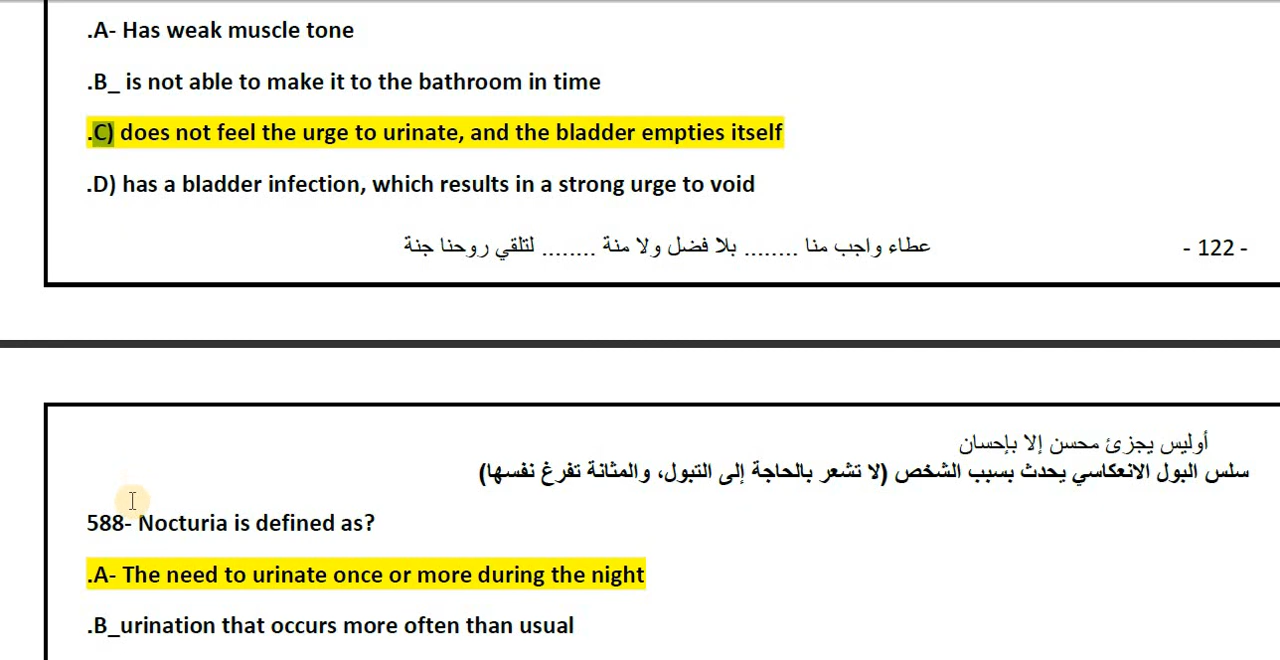 .A- Has weak muscle tone
.B_ is not able to make it to the bathroom in time
.C) does not feel the urge to urinate, and the bladder empties itself
.D) has a bladder infection, which results in a strong urge to void
عطاء واجب منا ........ بلا فضل ولا منة ........ لتلقي روحنا جنة
- 122 -
أوليس يجزئ محسن إلا بإحسان
سلس البول الانعكاسي يحدث بسبب الشخص (لا تشعر بالحاجة إلى التبول، والمثانة تفرغ نفسها)
588- Nocturia is defined as?
.A- The need to urinate once or more during the night
.B_urination that occurs more often than usual